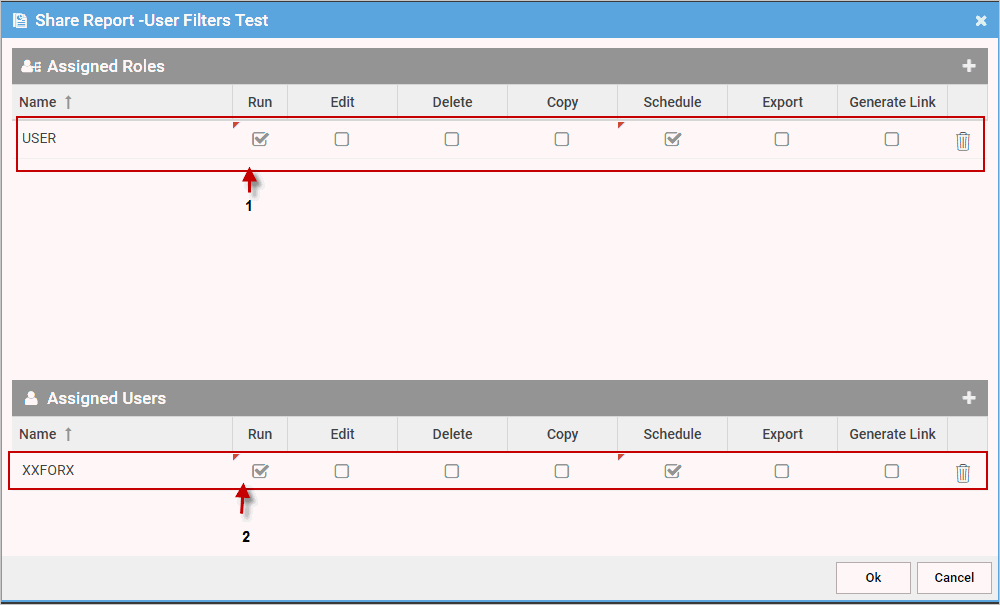 Share Report -User Filters Test
Assigned Roles
Name Run Edit Delete Copy Schedule Export Generate Link
USER
1
Assigned Users
Name Run Edit Delete Copy Schedule Export Generate Link
XXFORX
2
Ok Cancel